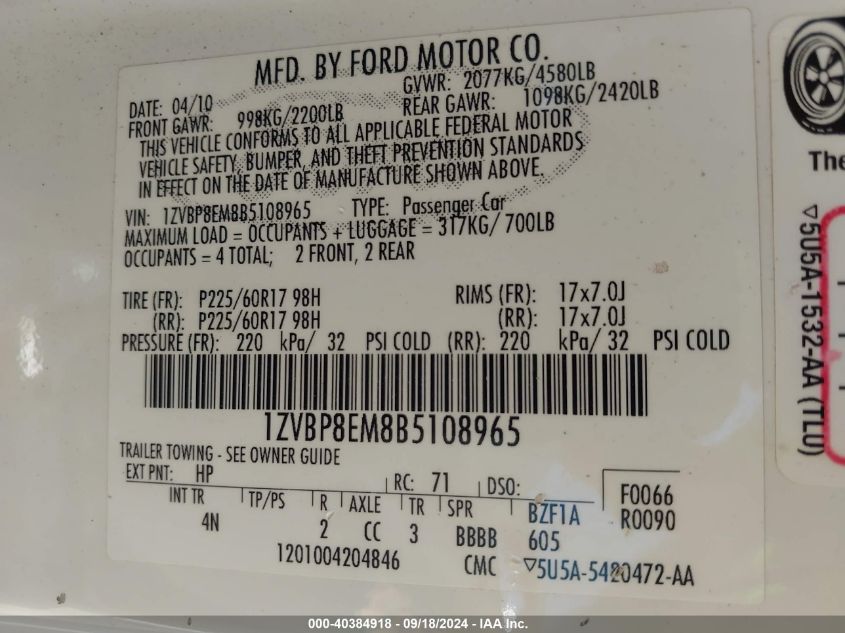 MFD. BY FORD MOTOR CO.
DATE: 04/10 GVWR: 2077KG/4580LB
FRONT GAWR: 998KG/2200LB REAR GAWR: 1098KG/2420LB
THIS VEHICLE CONFORMS TO ALL APPLICABLE FEDERAL MOTOR
VEHICLE SAFETY, BUMPER, AND THEFT PREVENTION STANDARDS
IN EFFECT ON THE DATE OF MANUFACTURE SHOWN ABOVE.
VIN: 1ZVBP8EM8B5108965 TYPE: Passenger Car
MAXIMUM LOAD = OCCUPANTS + LUGGAGE = 317KG/ 700LB
OCCUPANTS = 4 TOTAL; 2 FRONT, 2 REAR
TIRE (FR): P225/60R17 98H RIMS (FR): 17x7.0J
(RR): P225/60R17 98H (RR): 17x7.0J
PRESSURE (FR): 220 kPa/ 32 PSI COLD (RR): 220 kPa/ 32 PSI COLD
1ZVBP8EM8B5108965
TRAILER TOWING - SEE OWNER GUIDE
EXT PNT: HP RC: 71 DSO: F0066
INT TR TP/PS R AXLE TR SPR BZF1A R0090
4N 2 CC 3 BBBB 605
1201004204846 CMC ▽5U5A-5420472-AA
The
▽5U5A-1532-AA (TLU)
000-40384918 - 09/18/2024 - IAA Inc.